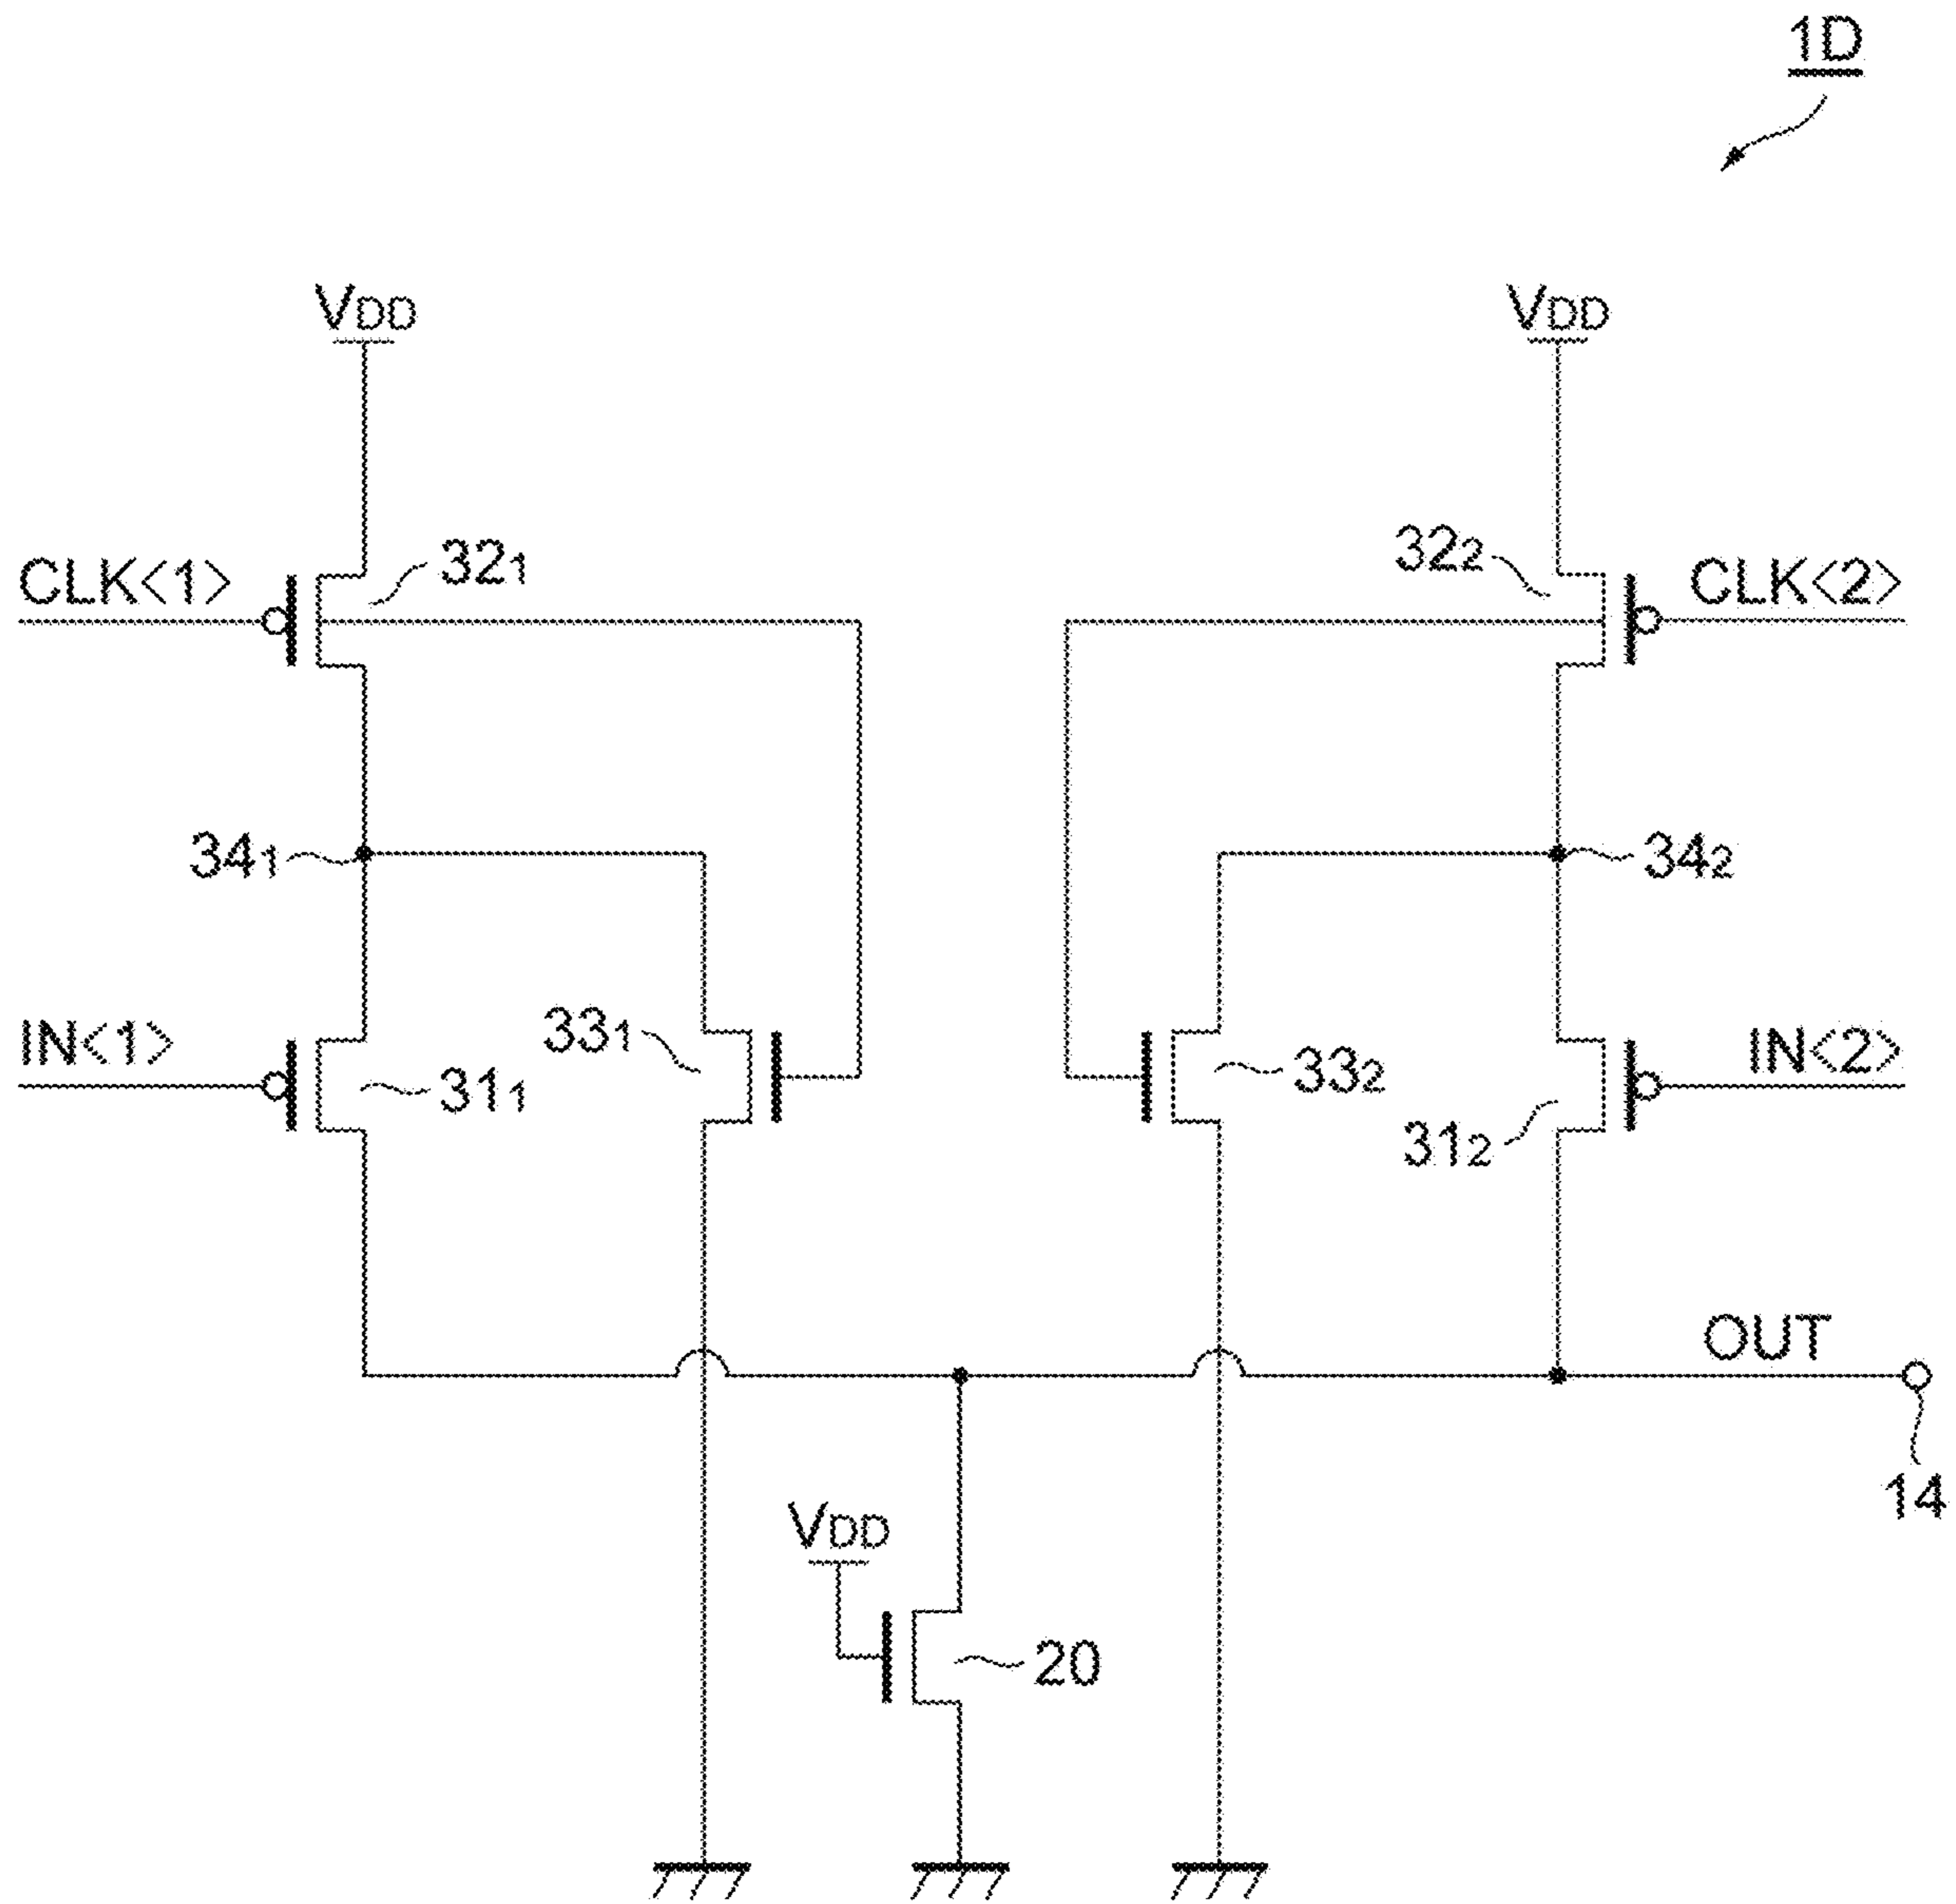 1D
VDD
VDD
CLK<1>
321
322
CLK<2>
341
342
IN<1>
331
311
332
IN<2>
312
OUT
14
VDD
20